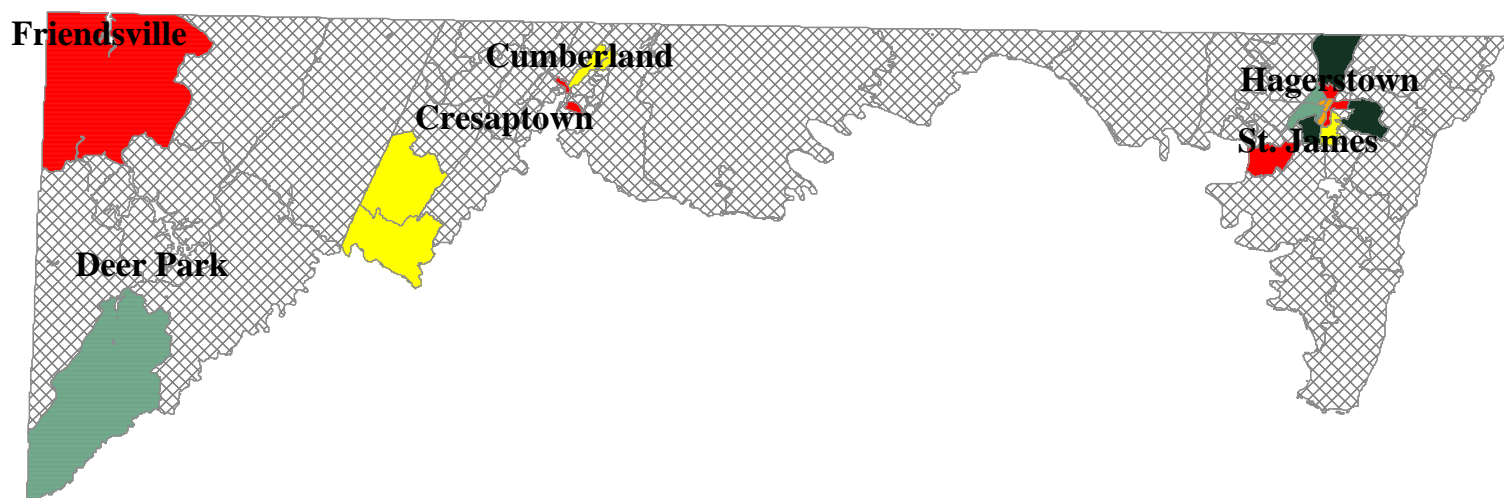 Friendsville
Cumberland
Hagerstown
Cresaptown
St. James
Deer Park